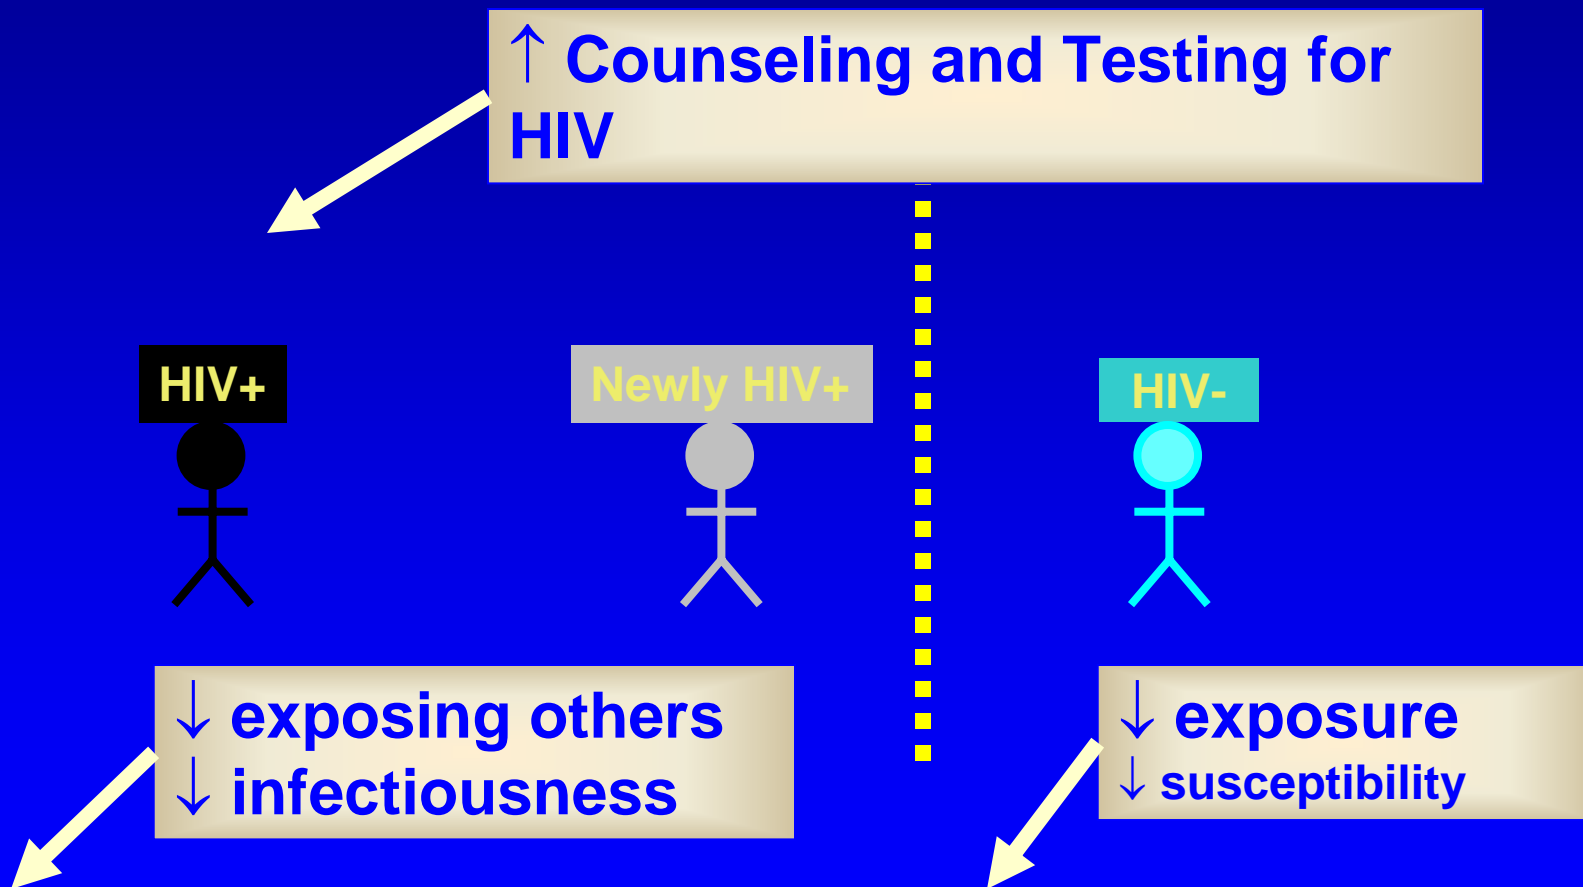 ↑ Counseling and Testing for
HIV
HIV+
Newly HIV+
HIV-
↓ exposing others
↓ infectiousness
↓ exposure
↓ susceptibility